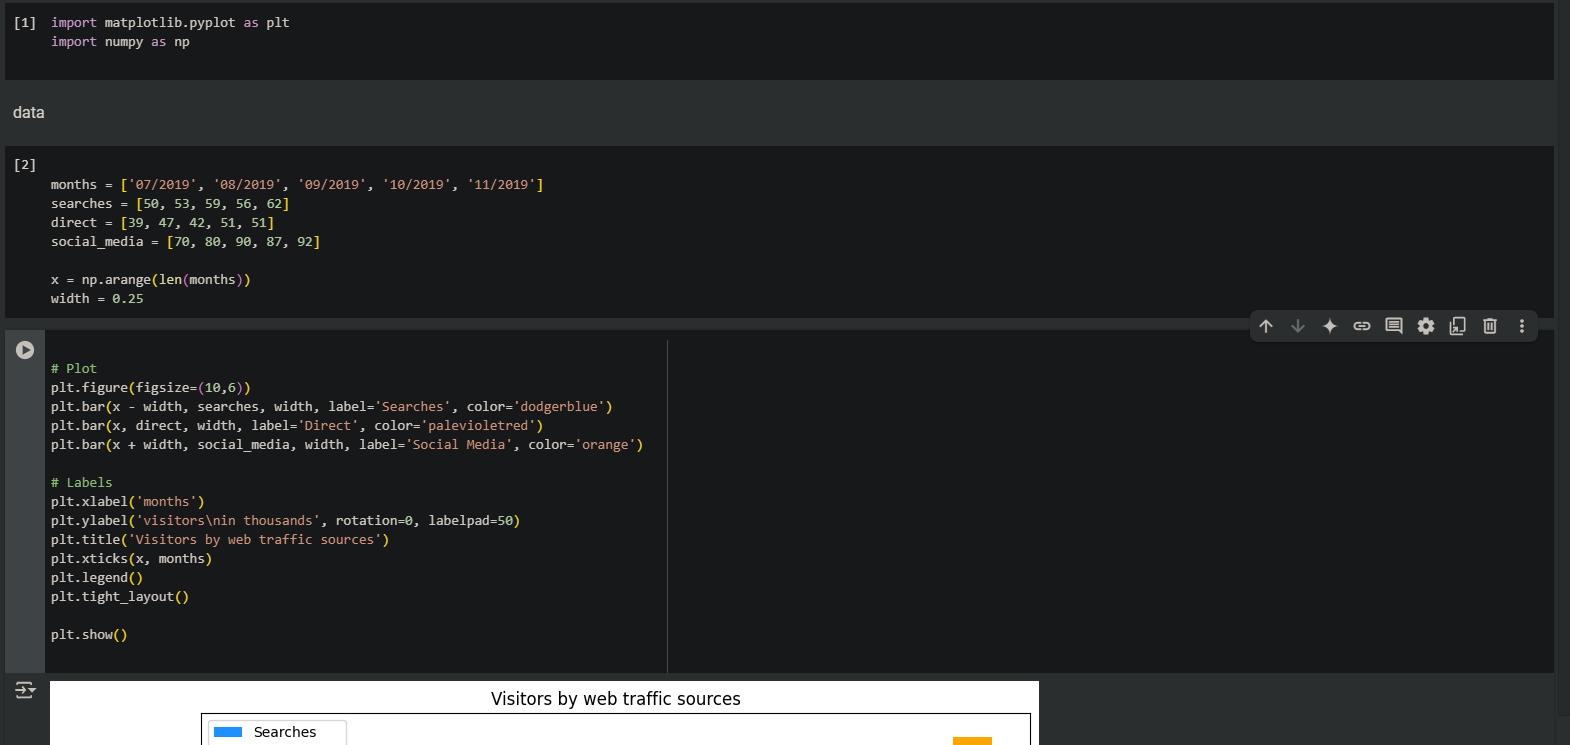 [1] import matplotlib.pyplot as plt
import numpy as np
data
[2]
months = ['07/2019', '08/2019', '09/2019', '10/2019', '11/2019']
searches = [50, 53, 59, 56, 62]
direct = [39, 47, 42, 51, 51]
social_media = [70, 80, 90, 87, 92]
x = np.arange(len(months))
width = 0.25
# Plot
plt.figure(figsize=(10,6))
plt.bar(x - width, searches, width, label='Searches', color='dodgerblue')
plt.bar(x, direct, width, label='Direct', color='palevioletred')
plt.bar(x + width, social_media, width, label='Social Media', color='orange')
# Labels
plt.xlabel('months')
plt.ylabel('visitors\nin thousands', rotation=0, labelpad=50)
plt.title('Visitors by web traffic sources')
plt.xticks(x, months)
plt.legend()
plt.tight_layout()
plt.show()
Visitors by web traffic sources
Searches